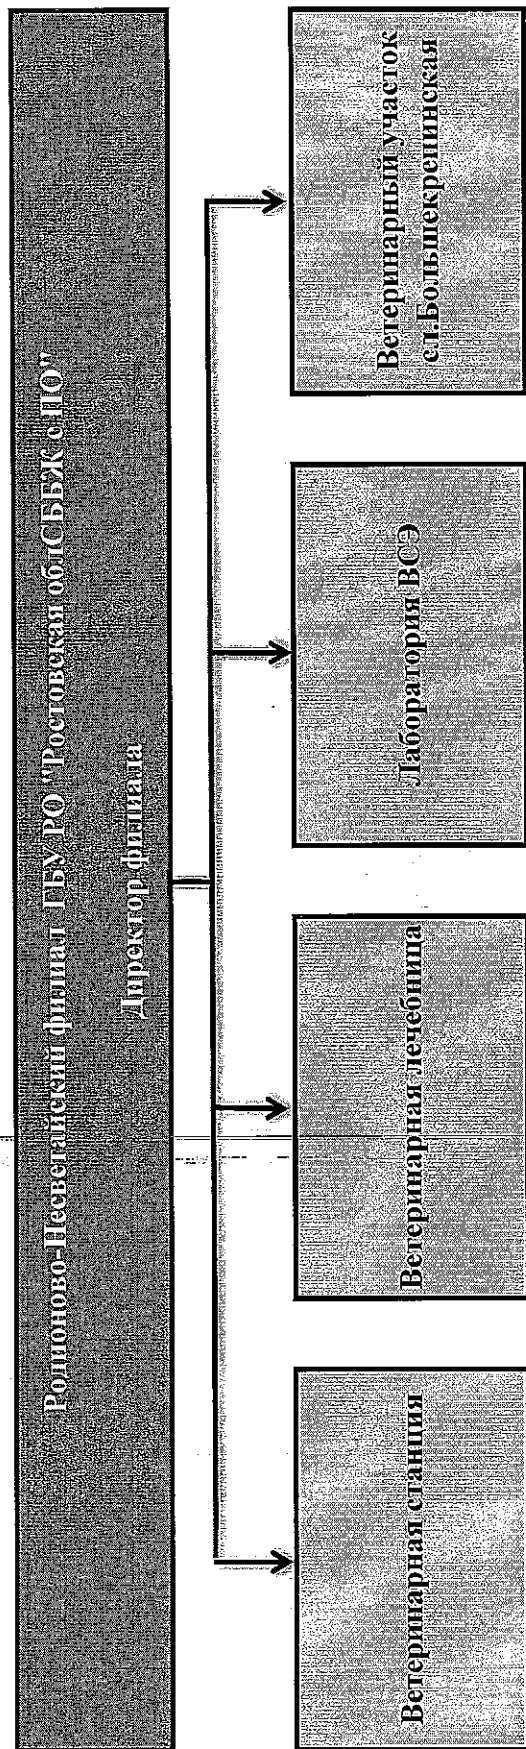 Родионово-Несветайский филиал ГБУ РО "Ростовская облСББЖ с ПО"
Директор филиала
Ветеринарная станция
Ветеринарная лечебница
Лаборатория ВСЭ
Ветеринарный участок
сл.Большекрепинская